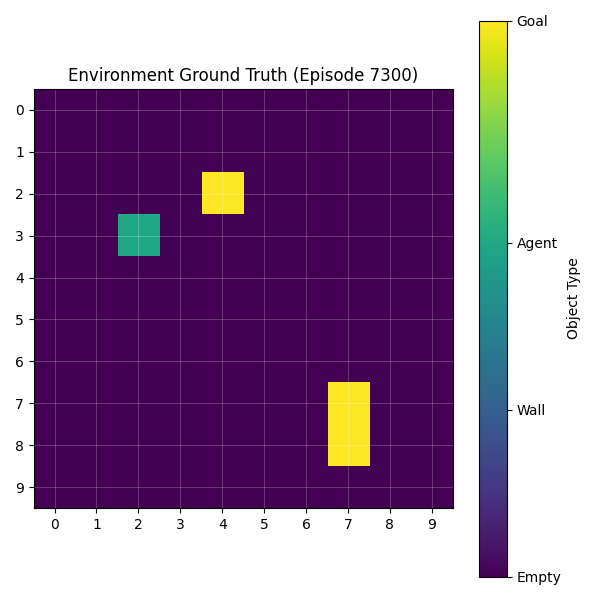 Environment Ground Truth (Episode 7300)
0
1
2
3
4
5
6
7
8
9
0 1 2 3 4 5 6 7 8 9
Goal
Agent
Wall
Empty
Object Type